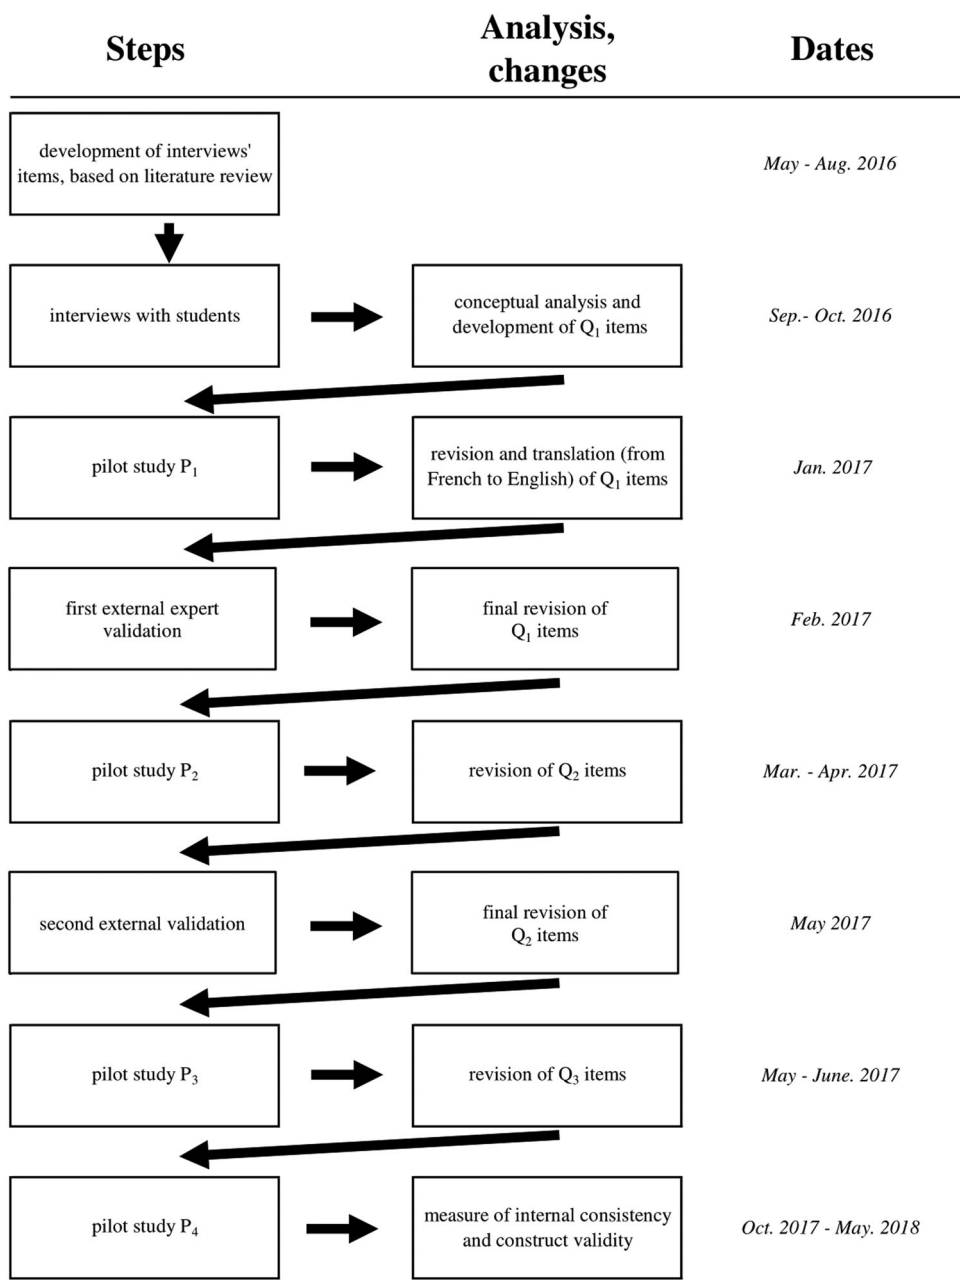 Steps
Analysis,
changes
Dates
development of interviews'
items, based on literature review
May - Aug. 2016
interviews with students
conceptual analysis and
development of Q₁ items
Sep.- Oct. 2016
pilot study P₁
revision and translation (from
French to English) of Q₁ items
Jan. 2017
first external expert
validation
final revision of
Q₁ items
Feb. 2017
pilot study P₂
revision of Q₂ items
Mar. - Apr. 2017
second external validation
final revision of
Q₂ items
May 2017
pilot study P₃
revision of Q₃ items
May - June. 2017
pilot study P₄
measure of internal consistency
and construct validity
Oct. 2017 - May. 2018